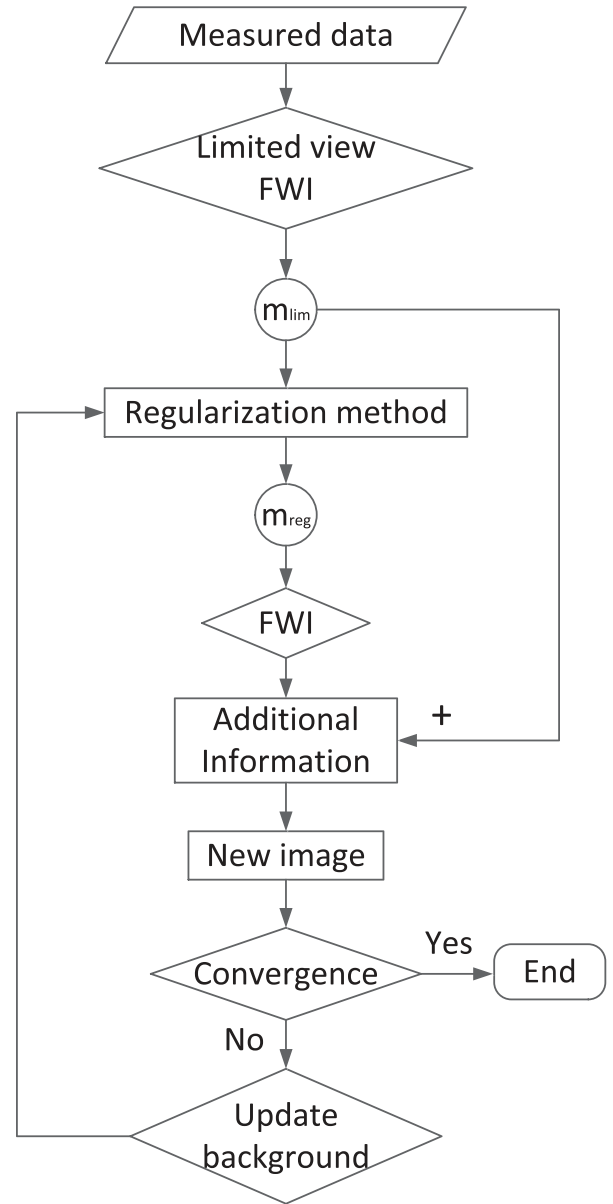 Measured data
Limited view
FWI
mlim
Regularization method
mreg
FWI
Additional
Information
+
New image
Convergence
Yes
End
No
Update
background